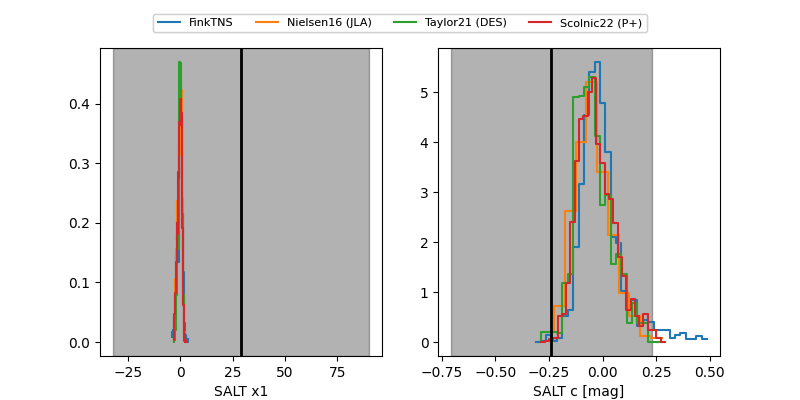 FinkTNS Nielsen16 (JLA) Taylor21 (DES) Scolnic22 (P+)
0.4
0.3
0.2
0.1
0.0
−25 0 25 50 75
SALT x1
5
4
3
2
1
0
−0.75 −0.50 −0.25 0.00 0.25 0.50
SALT c [mag]